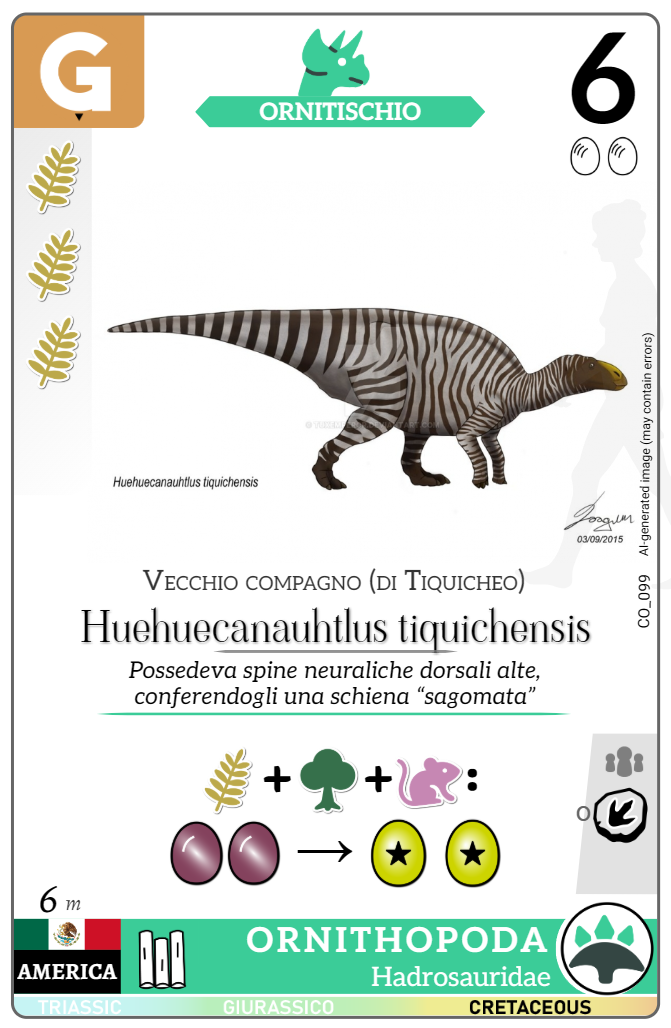 G
ORNITISCHIO
6
Huehuecanauhtlus tiquichensis
03/09/2015
CO_099 AI-generated image (may contain errors)
Vecchio compagno (di Tiquicheo)
Huehuecanauhtlus tiquichensis
Possedeva spine neuraliche dorsali alte,
conferendogli una schiena “sagomata”
+ + :
o
6 m
AMERICA
ORNITHOPODA
Hadrosauridae
TRIASSIC GIURASSICO CRETACEOUS